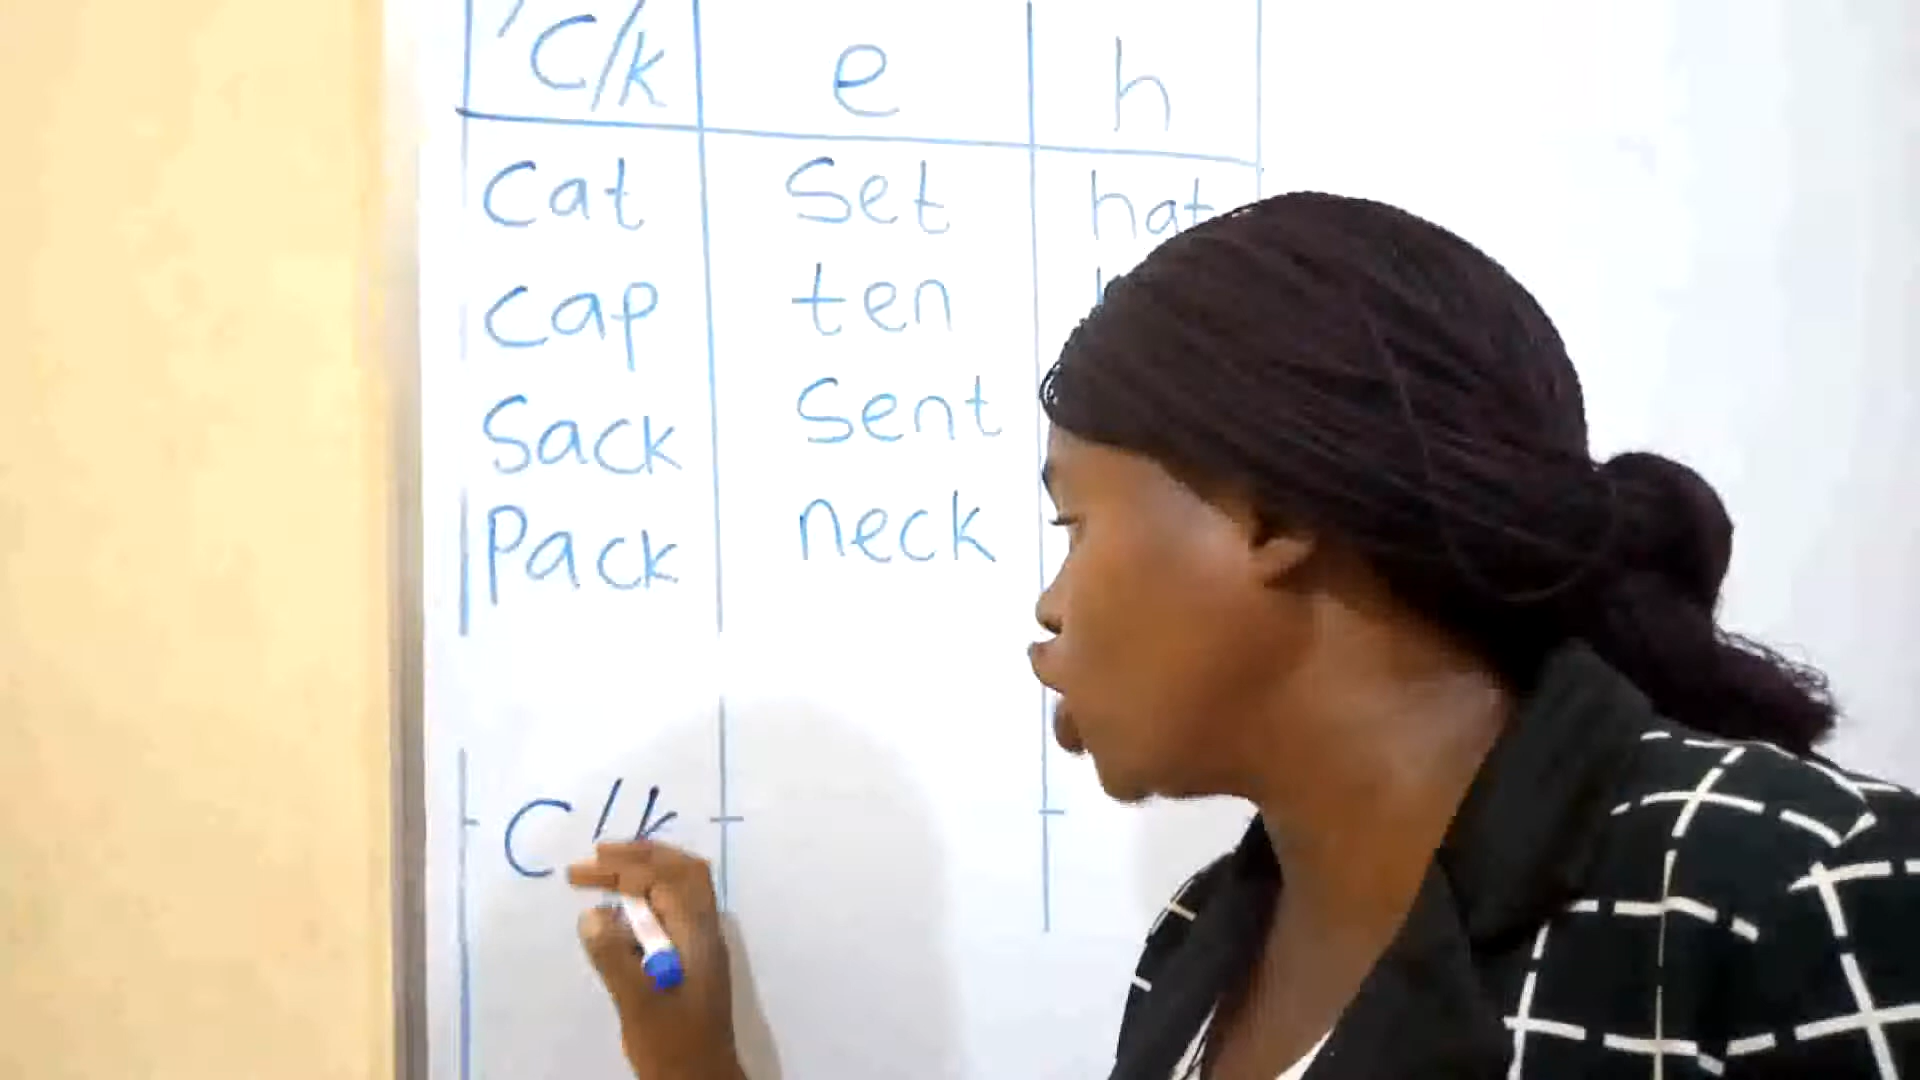 C/k e h
Cat Set hat
Cap ten
Sack Sent
Pack neck
C/k